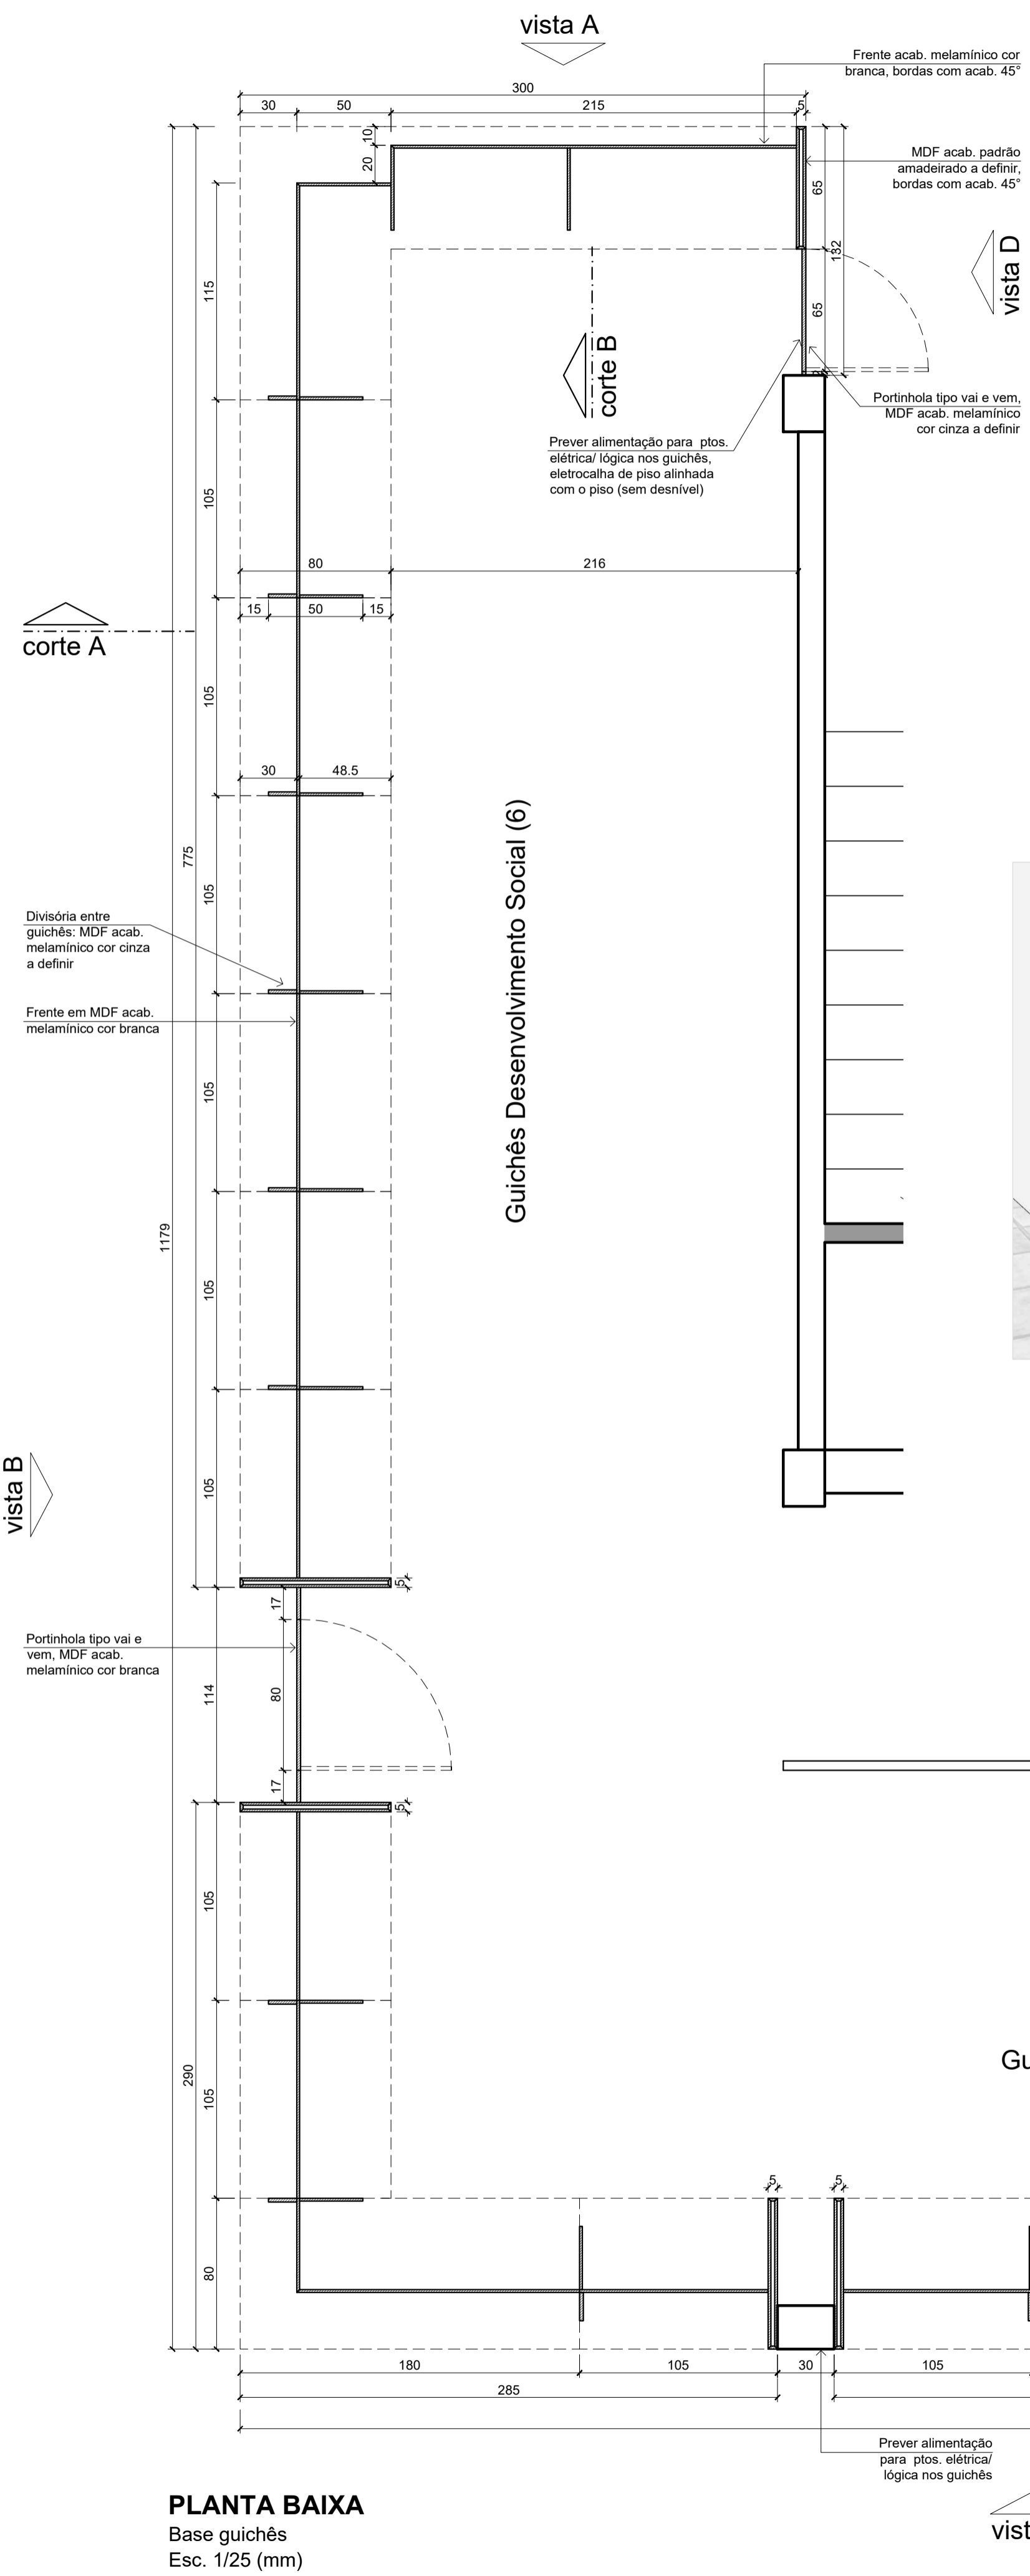 vista A
Frente acab. melamínico cor
branca, bordas com acab. 45°
300
30
50
215
5
10
20
MDF acab. padrão
amadeirado a definir,
bordas com acab. 45°
65
132
65
2
vista D
115
corte B
Portinhola tipo vai e vem,
MDF acab. melamínico
cor cinza a definir
Prever alimentação para ptos.
elétrica/ lógica nos guichês,
eletrocalha de piso alinhada
com o piso (sem desnível)
105
80
216
15
50
15
corte A
105
30
48.5
775
Guichês Desenvolvimento Social (6)
105
Divisória entre
guichês: MDF acab.
melamínico cor cinza
a definir
Frente em MDF acab.
melamínico cor branca
105
1179
105
105
vista B
5
17
Portinhola tipo vai e
vem, MDF acab.
melamínico cor branca
114
80
17
5
105
290
105
Gu
5
5
80
180
105
30
105
285
Prever alimentação
para ptos. elétrica/
lógica nos guichês
PLANTA BAIXA
Base guichês
Esc. 1/25 (mm)
vist